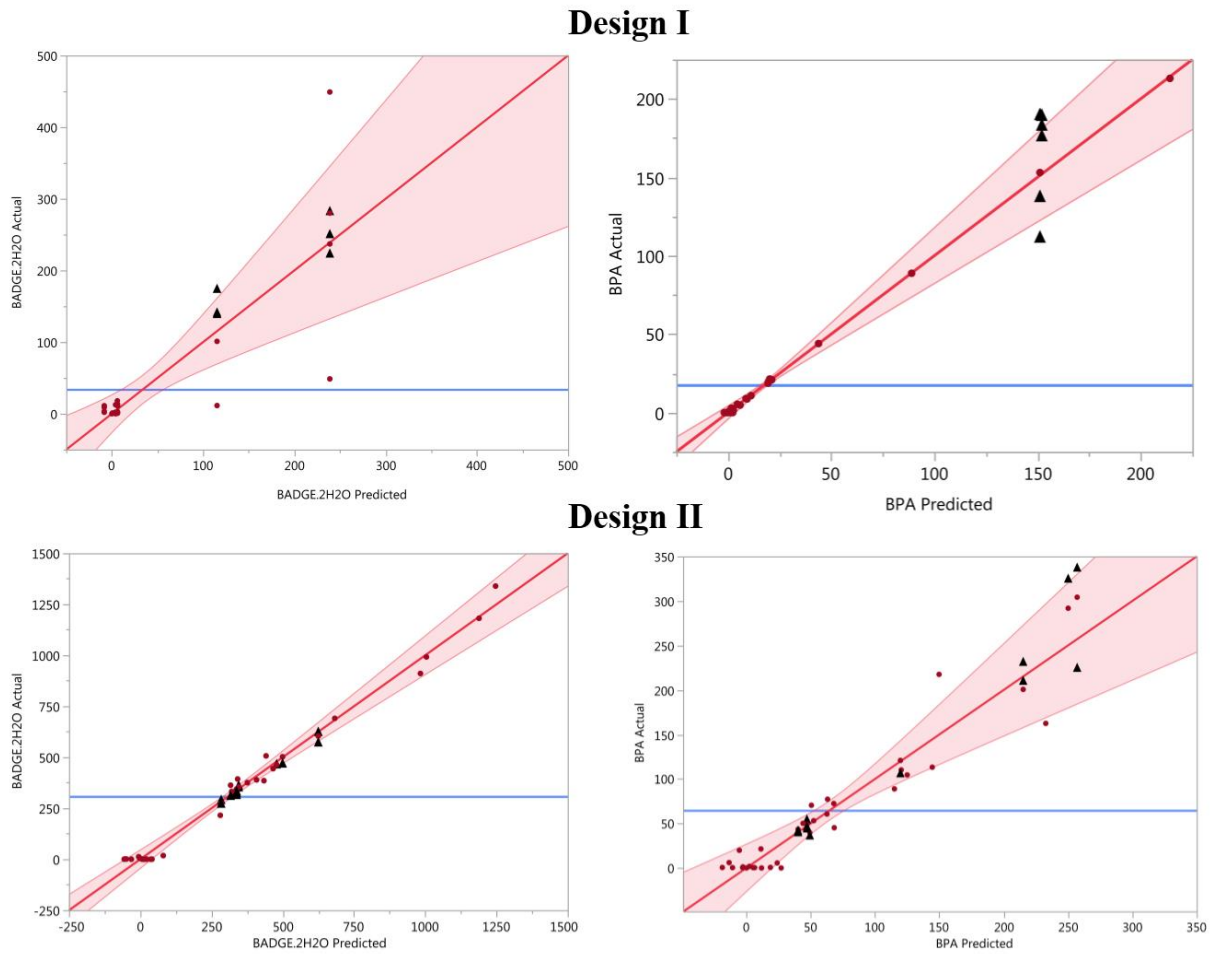 Design I
500
400
300
200
100
0
BADGE.2H2O Actual
0 100 200 300 400 500
BADGE.2H2O Predicted
200
150
100
50
0
BPA Actual
0 50 100 150 200
BPA Predicted
Design II
1500
1250
1000
750
500
250
0
-250
BADGE.2H2O Actual
-250 0 250 500 750 1000 1250 1500
BADGE.2H2O Predicted
350
300
250
200
150
100
50
0
BPA Actual
0 50 100 150 200 250 300 350
BPA Predicted